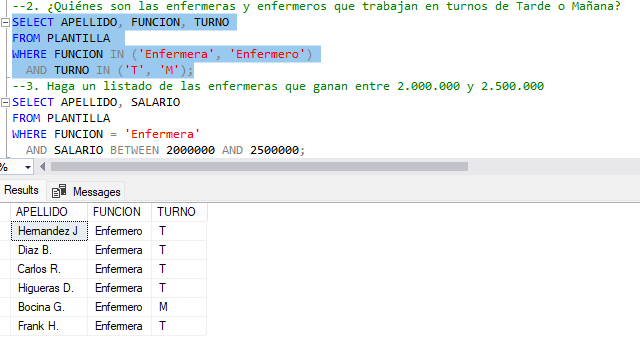 --2. ¿Quiénes son las enfermeras y enfermeros que trabajan en turnos de Tarde o Mañana?
SELECT APELLIDO, FUNCION, TURNO
FROM PLANTILLA
WHERE FUNCION IN ('Enfermera', 'Enfermero')
AND TURNO IN ('T', 'M');
--3. Haga un listado de las enfermeras que ganan entre 2.000.000 y 2.500.000
SELECT APELLIDO, SALARIO
FROM PLANTILLA
WHERE FUNCION = 'Enfermera'
AND SALARIO BETWEEN 2000000 AND 2500000;
%
Results Messages
APELLIDO FUNCION TURNO
Hernandez J Enfermero T
Diaz B. Enfermera T
Carlos R. Enfermera T
Higueras D. Enfermera T
Bocina G. Enfermero M
Frank H. Enfermera T